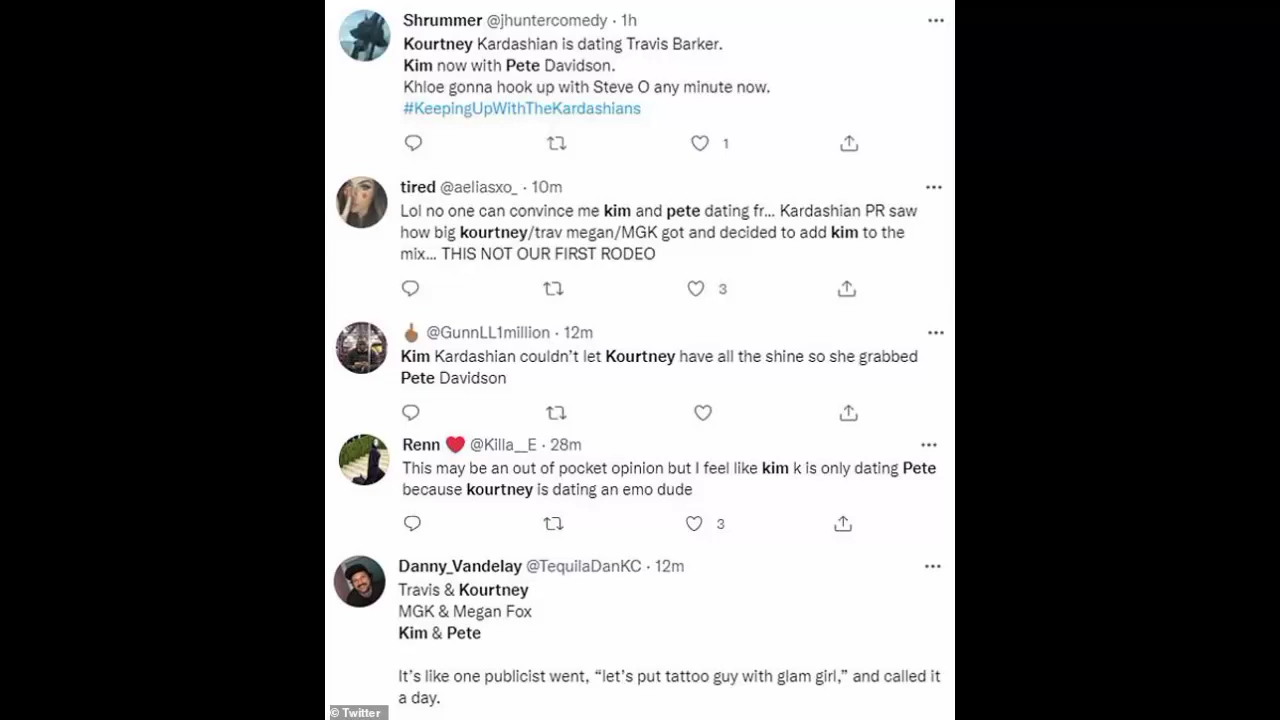 Shrummer @jhuntercomedy · 1h
Kourtney Kardashian is dating Travis Barker.
Kim now with Pete Davidson.
Khloe gonna hook up with Steve O any minute now.
#KeepingUpWithTheKardashians
1
tired @aeliasxo_ · 10m
Lol no one can convince me kim and pete dating fr... Kardashian PR saw
how big kourtney/trav megan/MGK got and decided to add kim to the
mix... THIS NOT OUR FIRST RODEO
3
@GunnLL1million · 12m
Kim Kardashian couldn't let Kourtney have all the shine so she grabbed
Pete Davidson
Renn @Killa__E · 28m
This may be an out of pocket opinion but I feel like kim k is only dating Pete
because kourtney is dating an emo dude
3
Danny_Vandelay @TequilaDanKC · 12m
Travis & Kourtney
MGK & Megan Fox
Kim & Pete
It's like one publicist went, “let's put tattoo guy with glam girl,” and called it
a day.
© Twitter